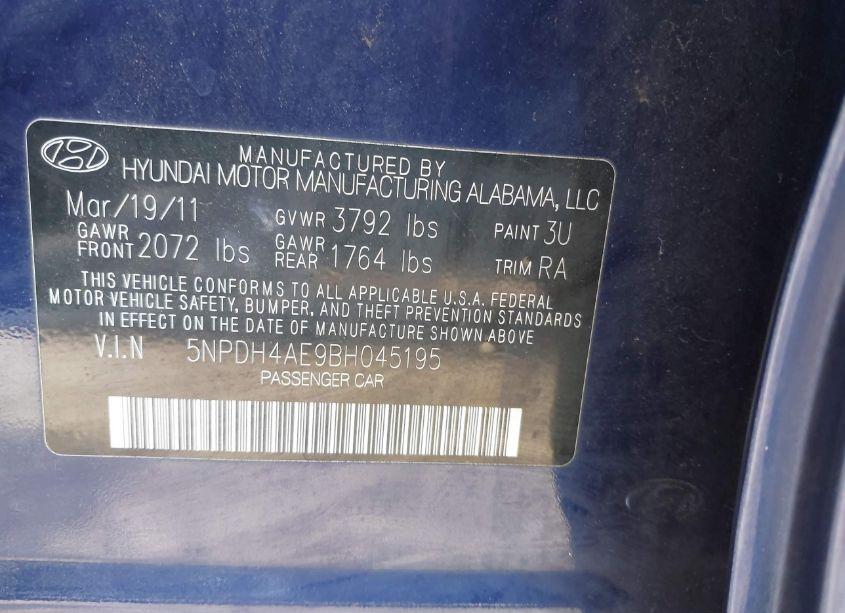 MANUFACTURED BY
HYUNDAI MOTOR MANUFACTURING ALABAMA, LLC
Mar/19/11 GVWR 3792 lbs PAINT 3U
GAWR FRONT 2072 lbs GAWR REAR 1764 lbs TRIM RA
THIS VEHICLE CONFORMS TO ALL APPLICABLE U.S.A. FEDERAL
MOTOR VEHICLE SAFETY, BUMPER, AND THEFT PREVENTION STANDARDS
IN EFFECT ON THE DATE OF MANUFACTURE SHOWN ABOVE
V.I.N 5NPDH4AE9BH045195
PASSENGER CAR